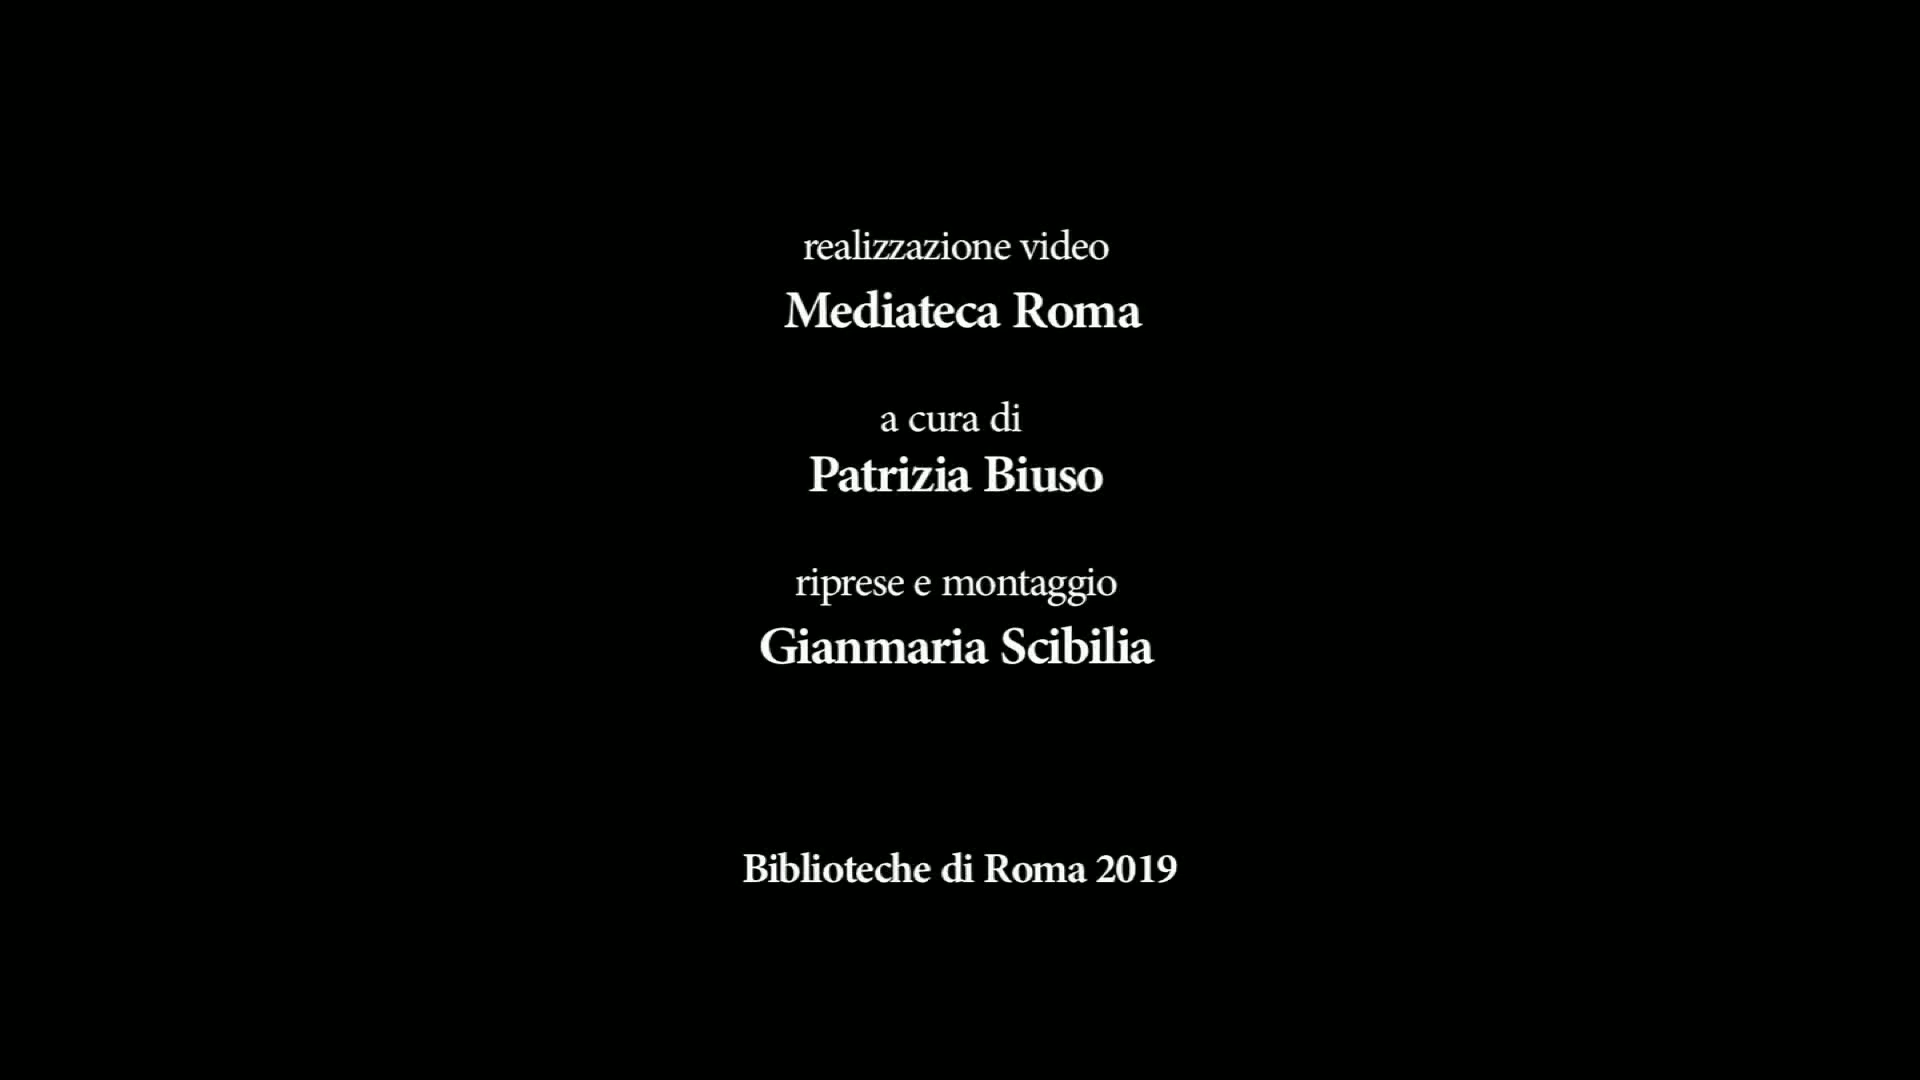 realizzazione video
Mediateca Roma
a cura di
Patrizia Biuso
riprese e montaggio
Gianmaria Scibilia
Biblioteche di Roma 2019